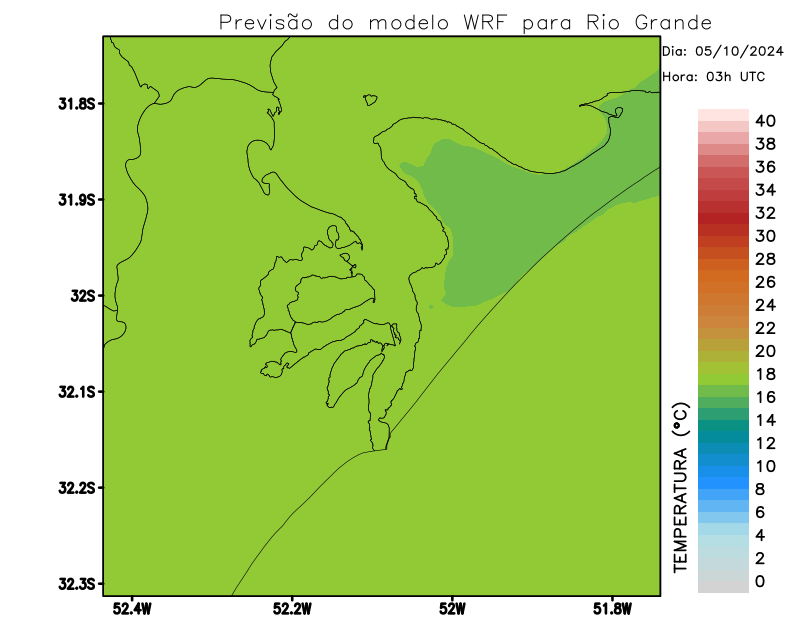 Previsão do modelo WRF para Rio Grande
Dia: 05/10/2024
Hora: 03h UTC
31.8S
31.9S
32S
32.1S
32.2S
32.3S
52.4W
52.2W
52W
51.8W
40
38
36
34
32
30
28
26
24
22
20
18
16
14
12
10
8
6
4
2
0
TEMPERATURA (°C)